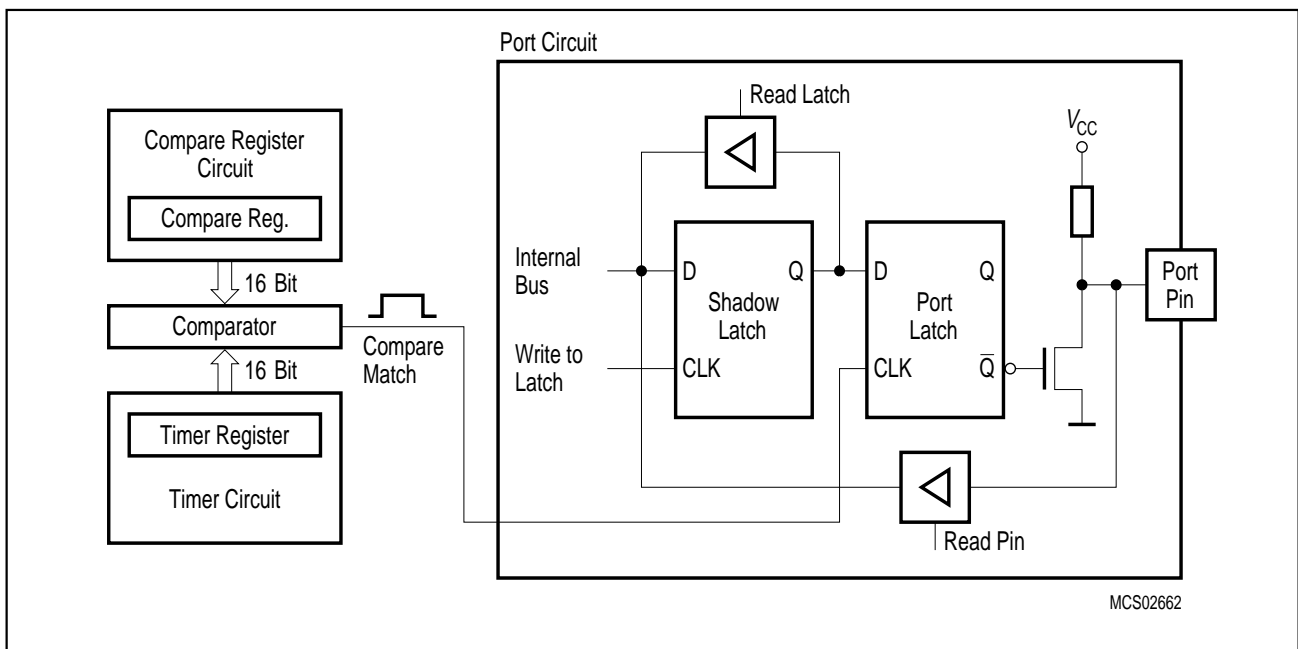 Port Circuit
Read Latch
V CC
Compare Register
Circuit
Compare Reg.
16 Bit
Comparator
16 Bit
Timer Register
Timer Circuit
Compare
Match
Internal
Bus
Write to
Latch
D
Q
Shadow
Latch
CLK
D
Q
Port
Latch
CLK
Q̅
Port
Pin
Read Pin
MCS02662